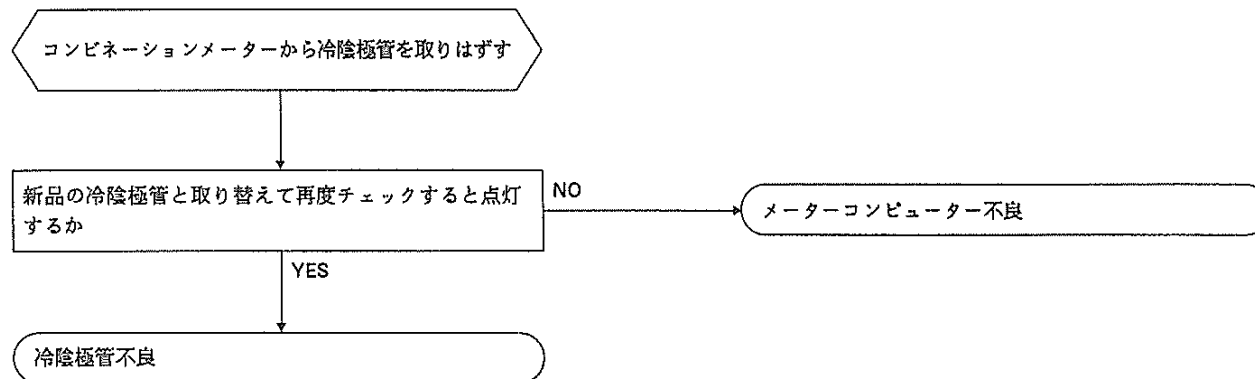 コンビネーションメーターから冷陰極管を取りはずす
新品の冷陰極管と取り替えて再度チェックすると点灯
するか
NO
メーターコンピューター不良
YES
冷陰極管不良